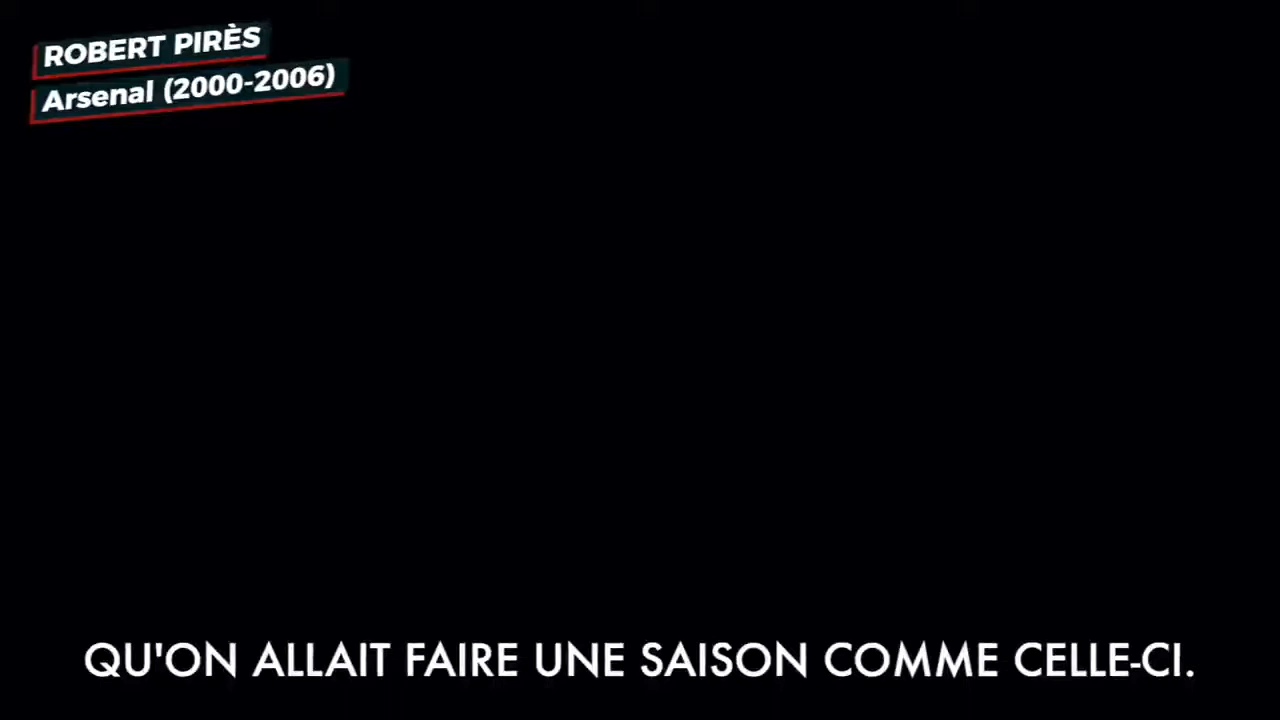 ROBERT PIRÈS
Arsenal (2000-2006)
QU'ON ALLAIT FAIRE UNE SAISON COMME CELLE-CI.